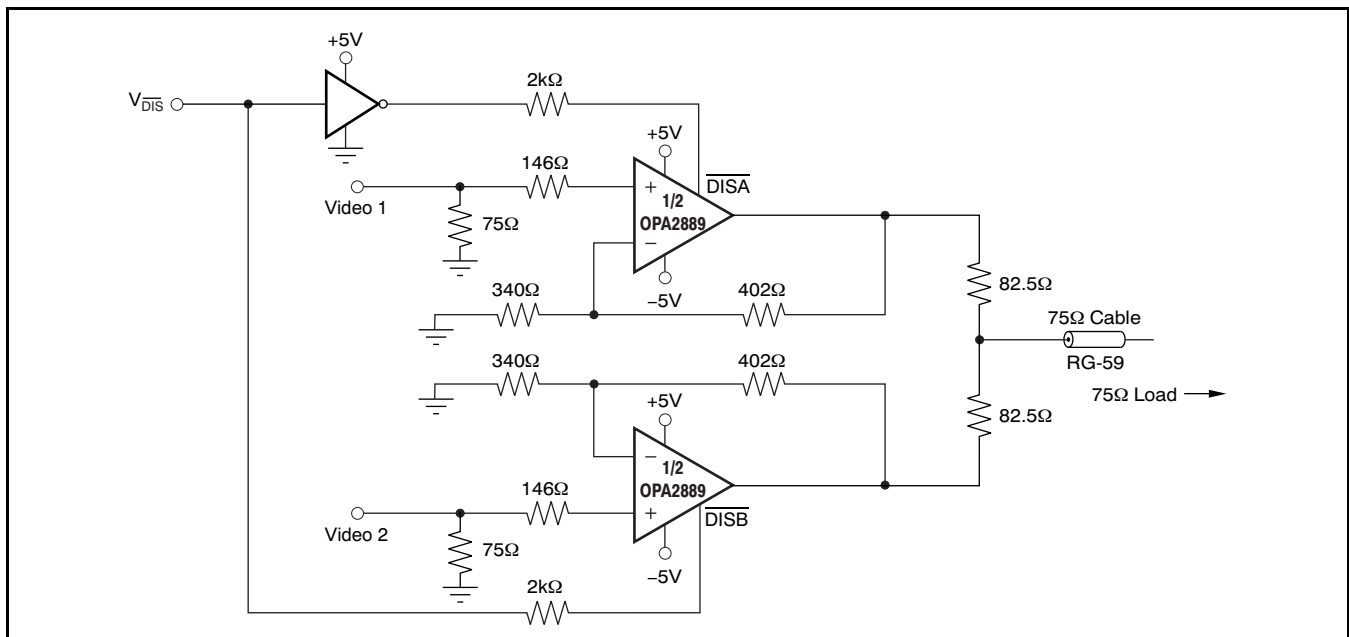 +5V
2kΩ
V‾DIS
+5V
146Ω
DISA
Video 1
1/2
OPA2889
+
−
75Ω
−5V
340Ω
402Ω
82.5Ω
75Ω Cable
RG-59
340Ω
402Ω
75Ω Load
+5V
82.5Ω
−
1/2
OPA2889
146Ω
+
DISB
Video 2
75Ω
−5V
2kΩ